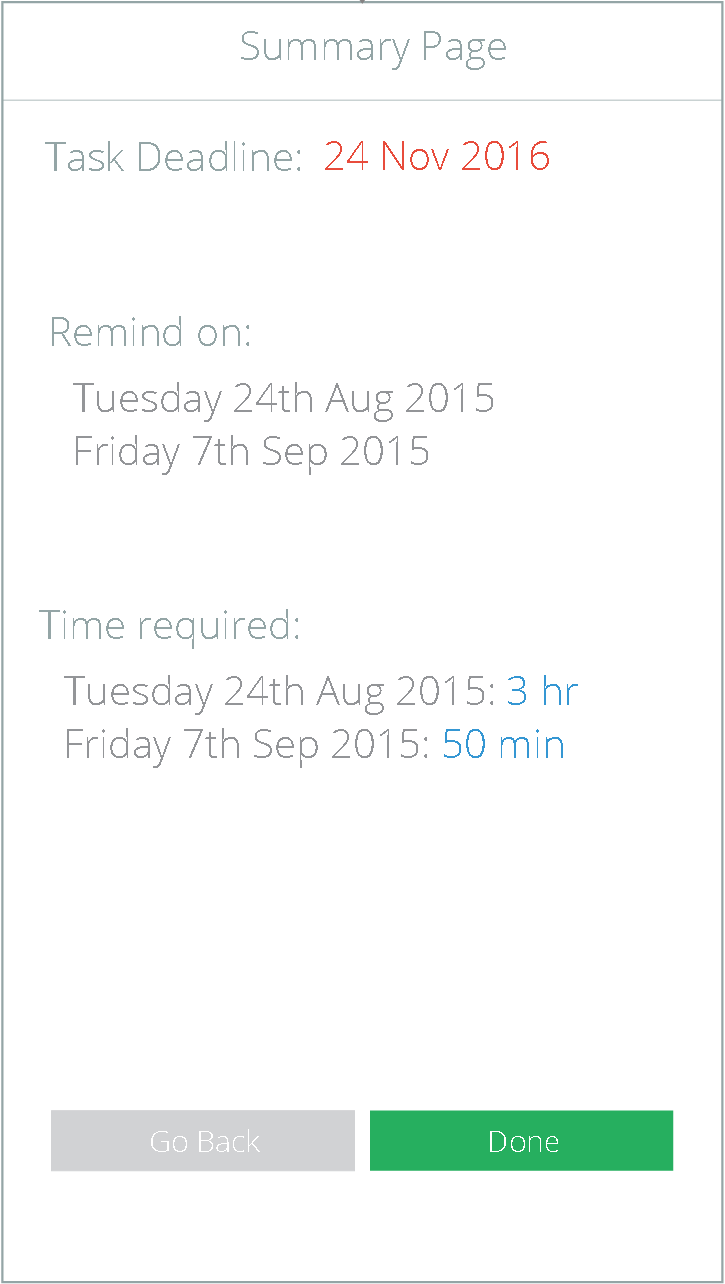 Summary Page
Task Deadline: 24 Nov 2016
Remind on:
Tuesday 24th Aug 2015
Friday 7th Sep 2015
Time required:
Tuesday 24th Aug 2015: 3 hr
Friday 7th Sep 2015: 50 min
Go Back Done